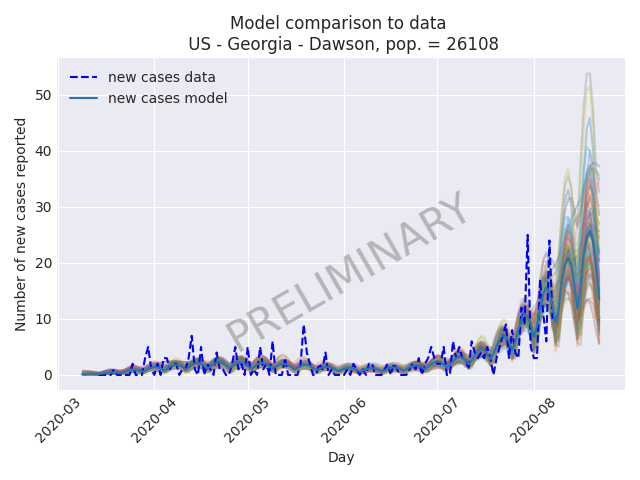 Model comparison to data
US - Georgia - Dawson, pop. = 26108
new cases data
new cases model
PRELIMINARY
Number of new cases reported
50
40
30
20
10
0
2020-03
2020-04
2020-05
2020-06
2020-07
2020-08
Day